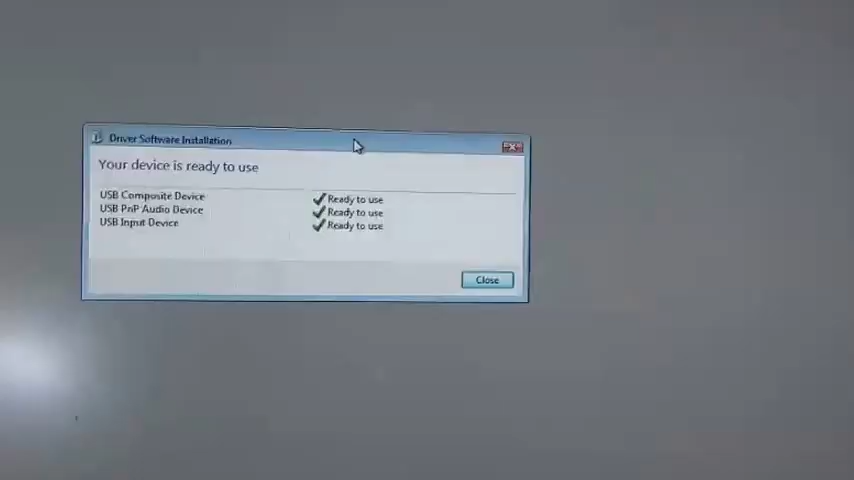 Driver Software Installation
Your device is ready to use
USB Composite Device Ready to use
USB PnP Audio Device Ready to use
USB Input Device Ready to use
Close